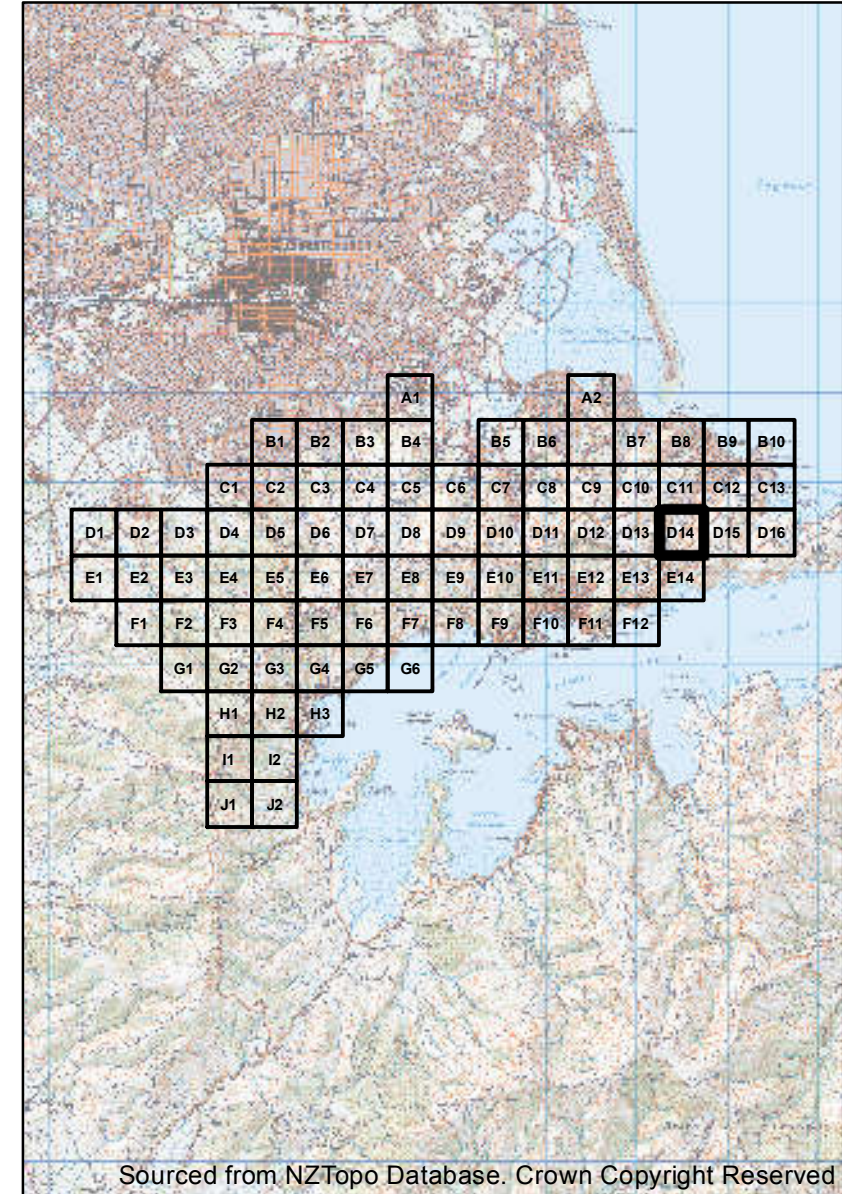 A1 A2
B1 B2 B3 B4 B5 B6 B7 B8 B9 B10
C1 C2 C3 C4 C5 C6 C7 C8 C9 C10 C11 C12 C13
D1 D2 D3 D4 D5 D6 D7 D8 D9 D10 D11 D12 D13 D14 D15 D16
E1 E2 E3 E4 E5 E6 E7 E8 E9 E10 E11 E12 E13 E14
F1 F2 F3 F4 F5 F6 F7 F8 F9 F10 F11 F12
G1 G2 G3 G4 G5 G6
H1 H2 H3
I1 I2
J1 J2
Sourced from NZTopo Database. Crown Copyright Reserved